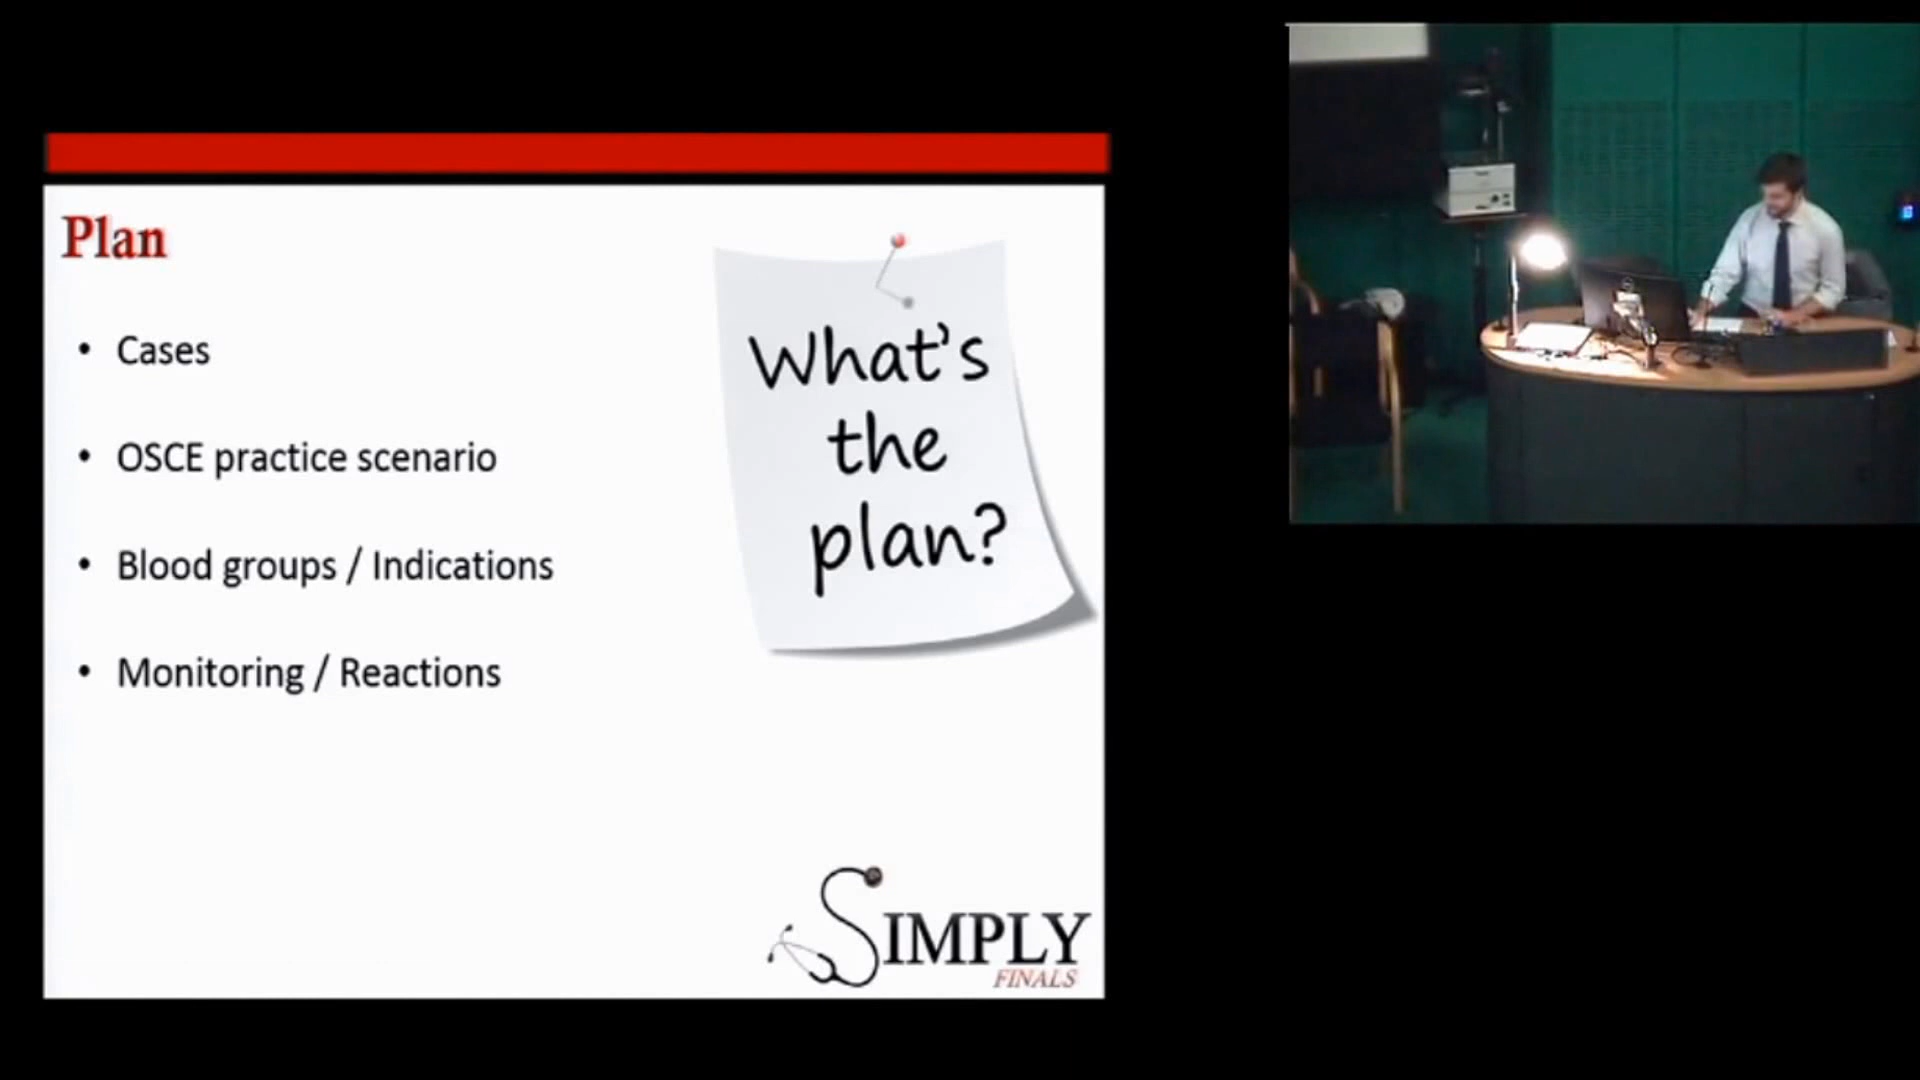 Plan
• Cases
• OSCE practice scenario
• Blood groups / Indications
• Monitoring / Reactions
What's
the
plan?
SIMPLY
FINALS